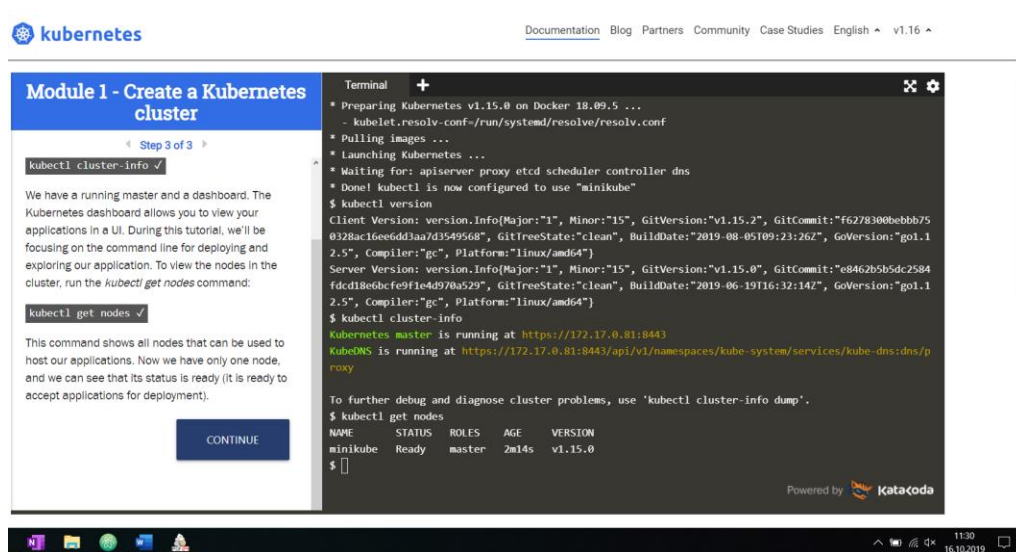 kubernetes
Documentation Blog Partners Community Case Studies English v1.16
Module 1 - Create a Kubernetes
cluster
Step 3 of 3
kubectl cluster-info ✓
We have a running master and a dashboard. The
Kubernetes dashboard allows you to view your
applications in a UI. During this tutorial, we'll be
focusing on the command line for deploying and
exploring our application. To view the nodes in the
cluster, run the kubectl get nodes command:
kubectl get nodes ✓
This command shows all nodes that can be used to
host our applications. Now we have only one node,
and we can see that its status is ready (it is ready to
accept applications for deployment).
CONTINUE
Terminal +
* Preparing Kubernetes v1.15.0 on Docker 18.09.5 ...
- kubelet.resolv-conf=/run/systemd/resolve/resolv.conf
* Pulling images ...
* Launching Kubernetes ...
* Waiting for: apiserver proxy etcd scheduler controller dns
* Done! kubectl is now configured to use "minikube"
$ kubectl version
Client Version: version.Info{Major:"1", Minor:"15", GitVersion:"v1.15.2", GitCommit:"f6278300bebbb75
0328ac16ee6dd3aa7d3549568", GitTreeState:"clean", BuildDate:"2019-08-05T09:23:26Z", GoVersion:"go1.1
2.5", Compiler:"gc", Platform:"linux/amd64"}
Server Version: version.Info{Major:"1", Minor:"15", GitVersion:"v1.15.0", GitCommit:"e8462b5b5dc2584
fdcd18e6bcfe9f1e4d970a529", GitTreeState:"clean", BuildDate:"2019-06-19T16:32:14Z", GoVersion:"go1.1
2.5", Compiler:"gc", Platform:"linux/amd64"}
$ kubectl cluster-info
Kubernetes master is running at https://172.17.0.81:8443
KubeDNS is running at https://172.17.0.81:8443/api/v1/namespaces/kube-system/services/kube-dns:dns/p
roxy
To further debug and diagnose cluster problems, use 'kubectl cluster-info dump'.
$ kubectl get nodes
NAME STATUS ROLES AGE VERSION
minikube Ready master 2m14s v1.15.0
$
Powered by Katacoda
11:30
16.10.2019